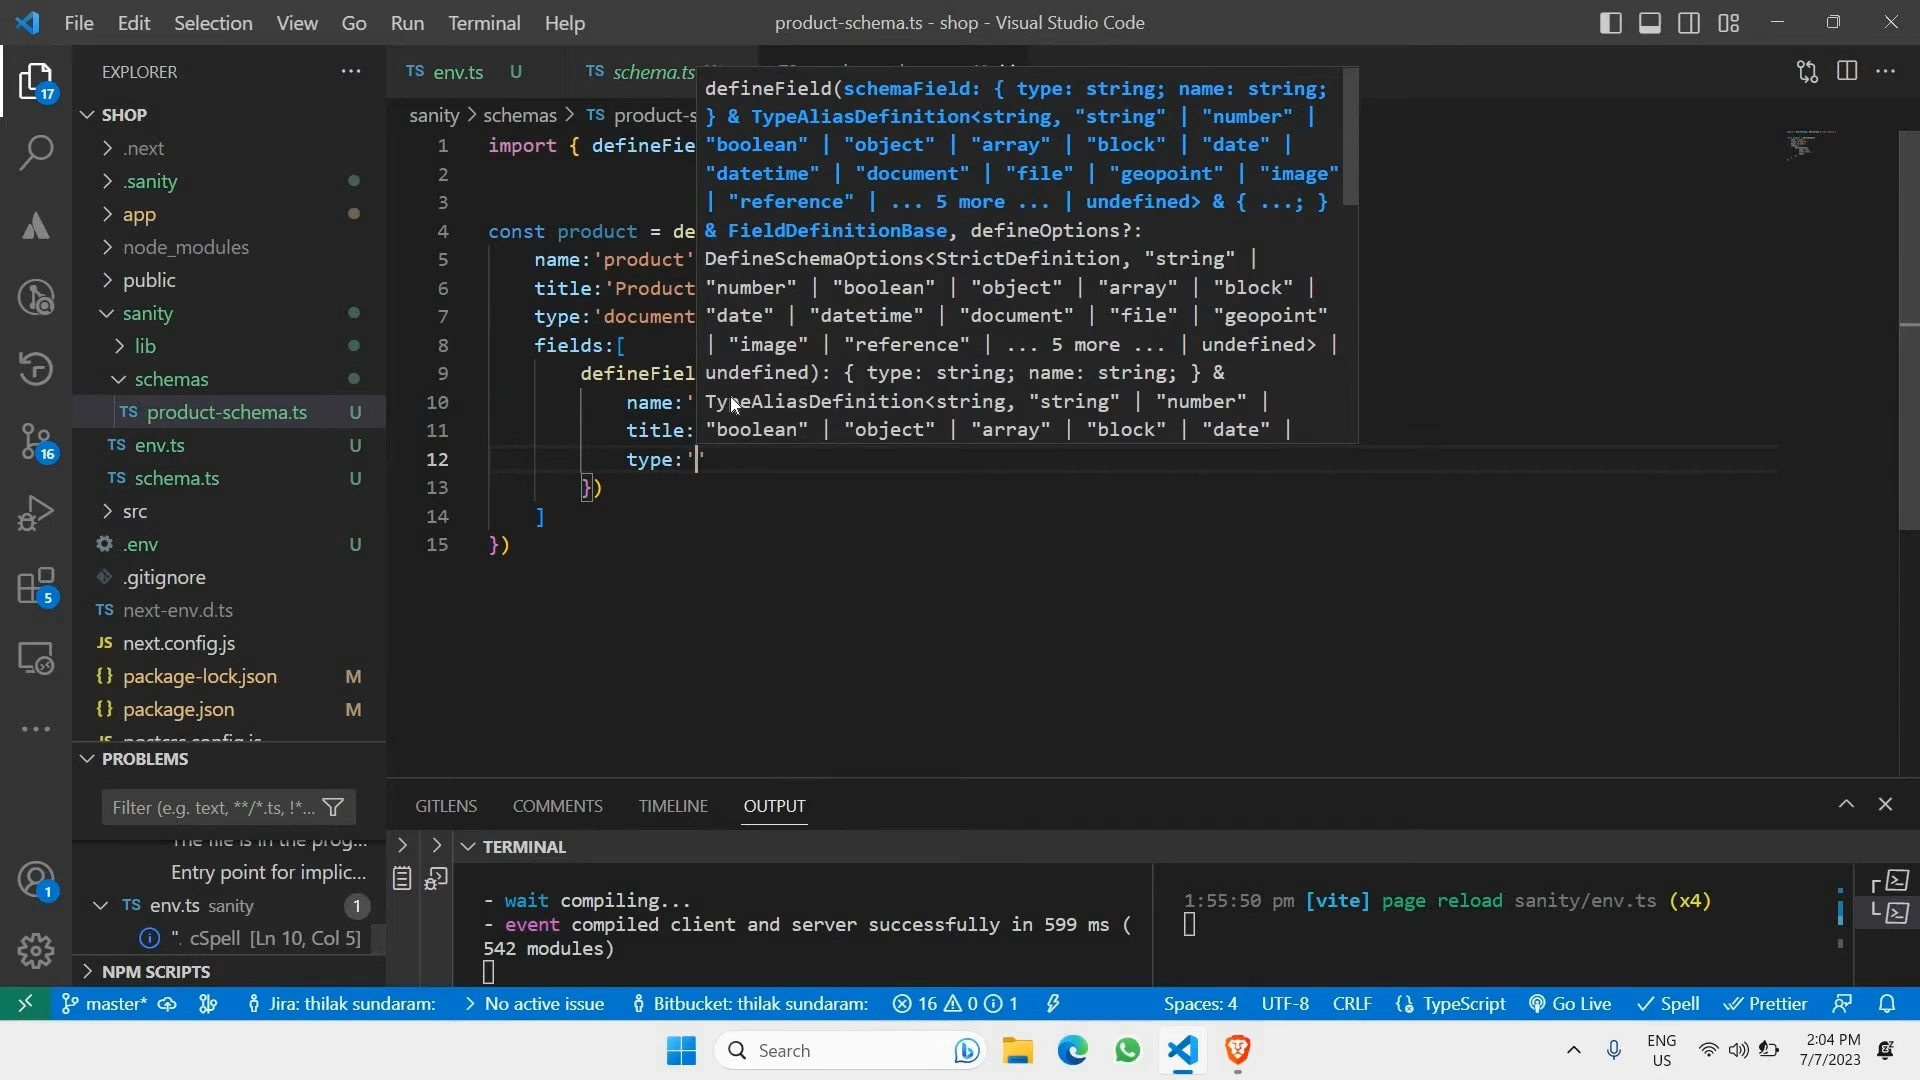 File Edit Selection View Go Run Terminal Help product-schema.ts - shop - Visual Studio Code
EXPLORER
17
SHOP
.next
.sanity
app
node_modules
public
sanity
lib
schemas
TS product-schema.ts U
TS env.ts U
TS schema.ts U
src
.env U
.gitignore
TS next-env.d.ts
JS next.config.js
{} package-lock.json M
{} package.json M
16
5
1
PROBLEMS
Filter (e.g. text, **/*.ts, !*...
Entry point for implic...
TS env.ts sanity 1
". cSpell [Ln 10, Col 5]
NPM SCRIPTS
TS env.ts U TS schema.ts
sanity > schemas > TS product-s
1 import { defineFie
2
3
4 const product = de
5 name:'product'
6 title:'Product
7 type:'document
8 fields:[
9 defineFiel
10 name:'
11 title:
12 type:''
13 })
14 ]
15 })
defineField(schemaField: { type: string; name: string;
} & TypeAliasDefinition<string, "string" | "number" |
"boolean" | "object" | "array" | "block" | "date" |
"datetime" | "document" | "file" | "geopoint" | "image"
| "reference" | ... 5 more ... | undefined> & { ...; }
& FieldDefinitionBase, defineOptions?:
DefineSchemaOptions<StrictDefinition, "string" |
"number" | "boolean" | "object" | "array" | "block" |
"date" | "datetime" | "document" | "file" | "geopoint"
| "image" | "reference" | ... 5 more ... | undefined> |
undefined): { type: string; name: string; } &
TypeAliasDefinition<string, "string" | "number" |
"boolean" | "object" | "array" | "block" | "date" |
GITLENS COMMENTS TIMELINE OUTPUT
TERMINAL
- wait compiling...
- event compiled client and server successfully in 599 ms (
542 modules)
1:55:50 pm [vite] page reload sanity/env.ts (x4)
master* Jira: thilak sundaram: No active issue Bitbucket: thilak sundaram: 16 0 1 Spaces: 4 UTF-8 CRLF TypeScript Go Live Spell Prettier
Search
ENG
US
2:04 PM
7/7/2023